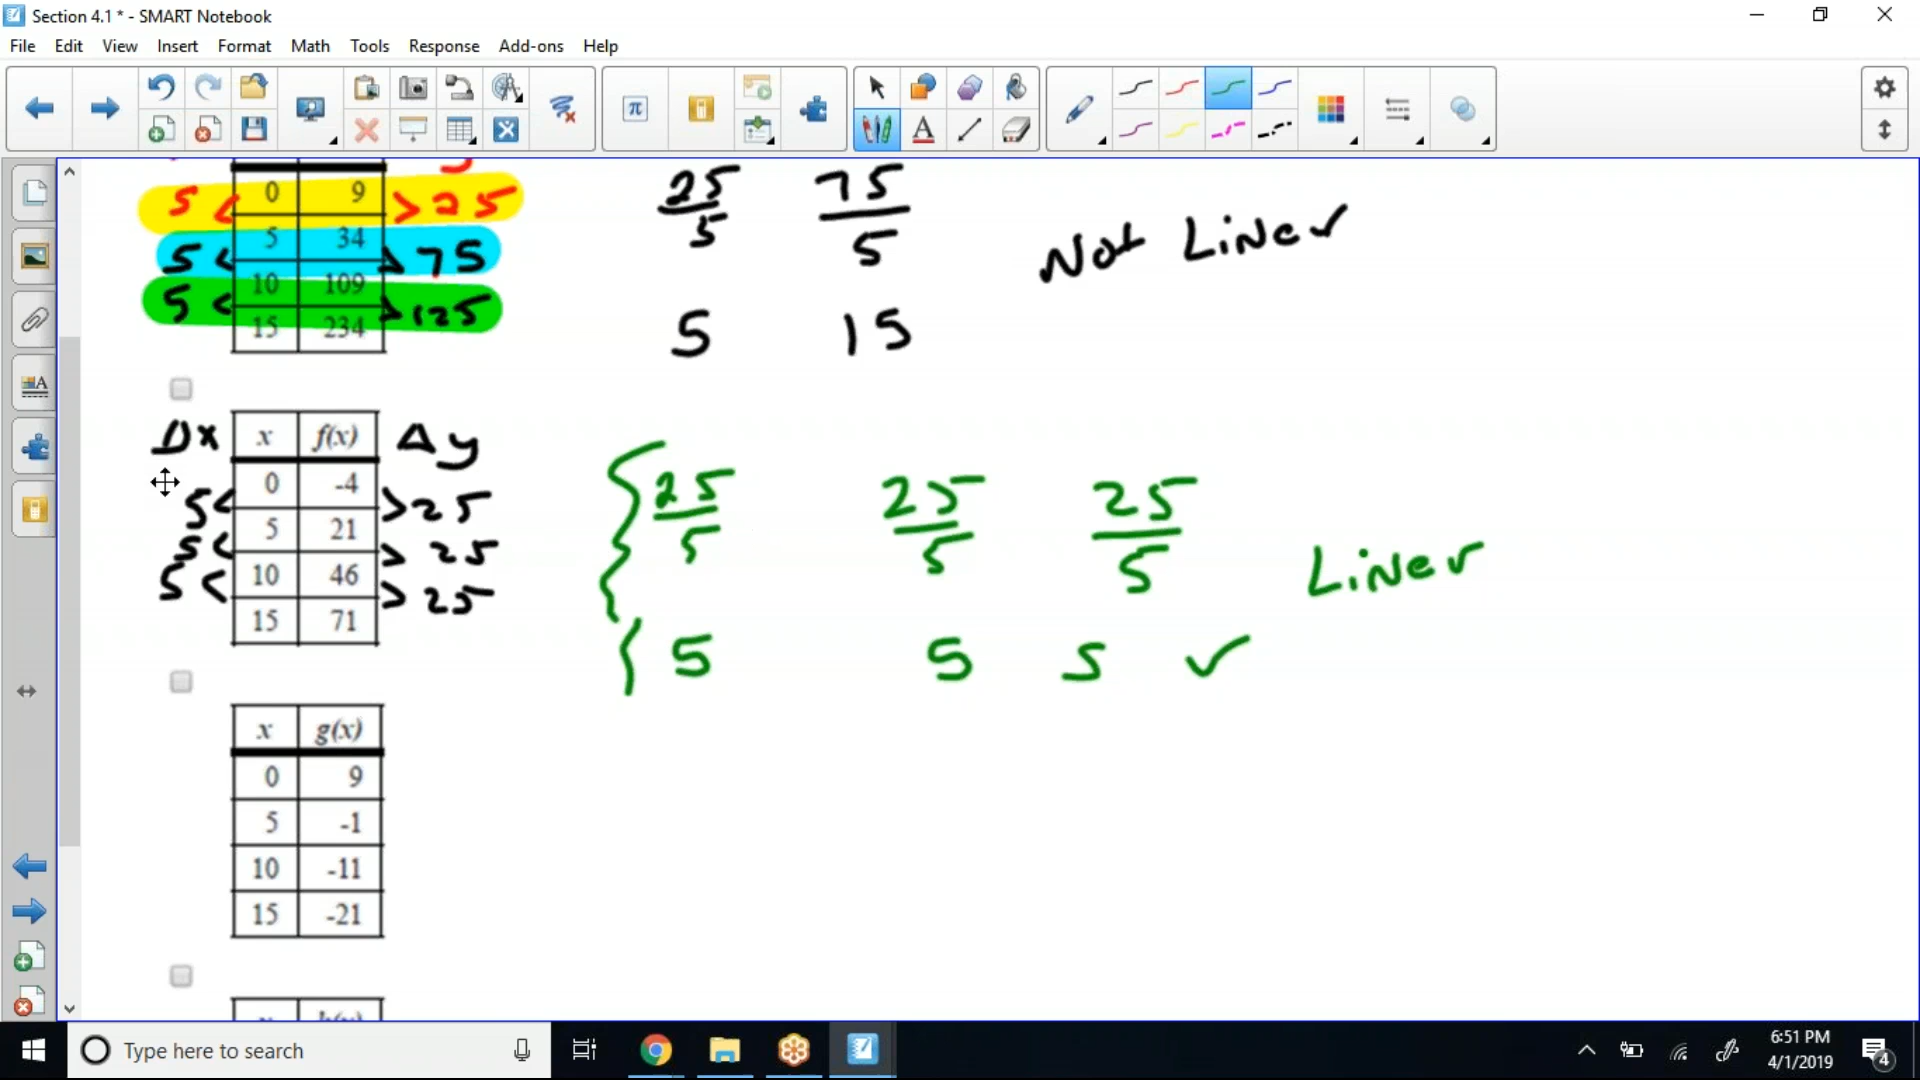 Section 4.1 * - SMART Notebook
File Edit View Insert Format Math Tools Response Add-ons Help
π
A
0 9
5 < > 25
5 34
5 < > 75
10 109
5 < > 125
15 234
25/5 75/5
5 15
Not Liner
Δx x f(x) Δy
0 -4
5 < > 25
5 21
5 < > 25
10 46
5 < > 25
15 71
25/5 25/5 25/5
Liner
5 5 5 ✓
x g(x)
0 9
5 -1
10 -11
15 -21
Type here to search
6:51 PM
4/1/2019
4